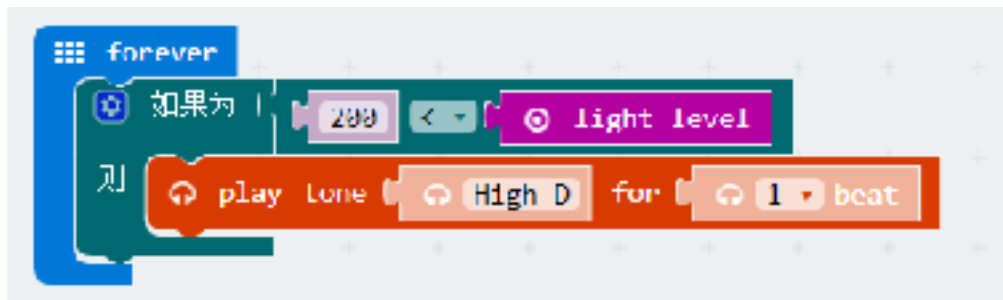 forever
如果为 200 < light level
则 play tone High D for 1 beat